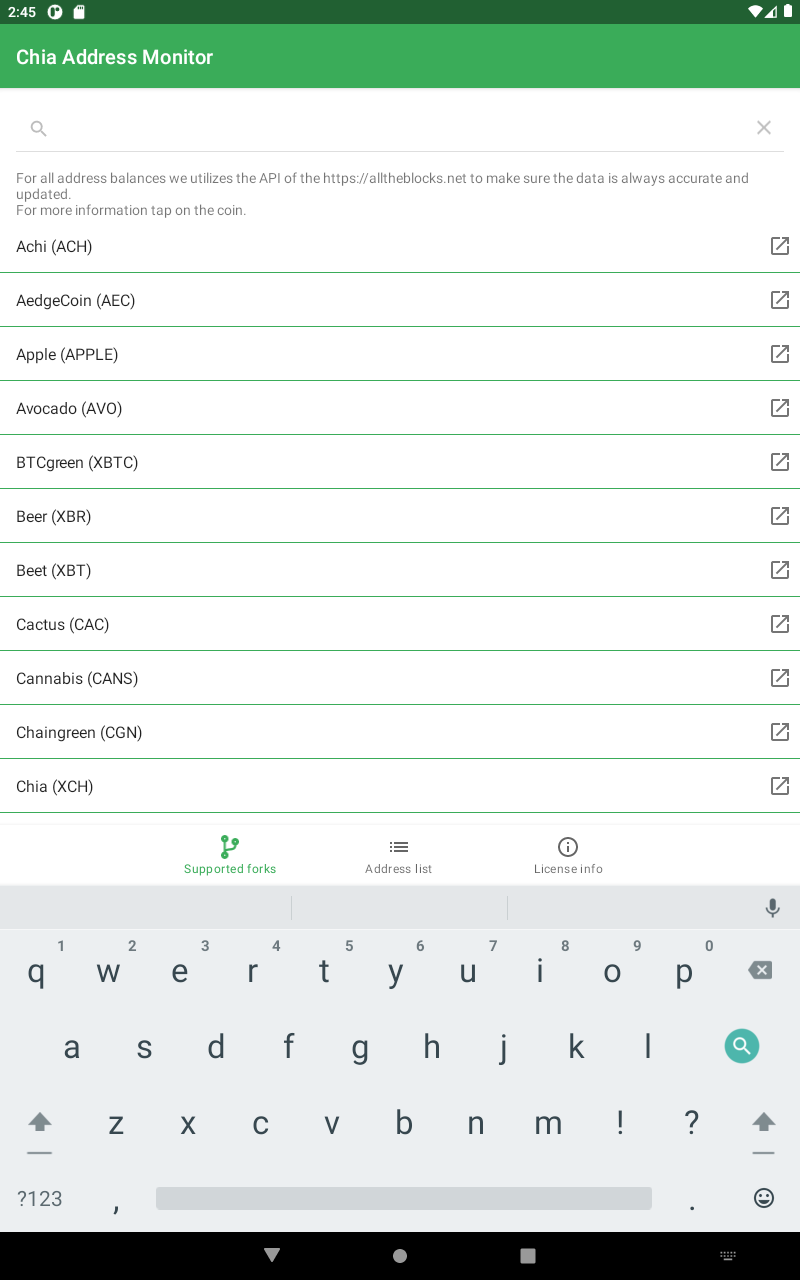 2:45
Chia Address Monitor
For all address balances we utilizes the API of the https://alltheblocks.net to make sure the data is always accurate and
updated.
For more information tap on the coin.
Achi (ACH)
AedgeCoin (AEC)
Apple (APPLE)
Avocado (AVO)
BTCgreen (XBTC)
Beer (XBR)
Beet (XBT)
Cactus (CAC)
Cannabis (CANS)
Chaingreen (CGN)
Chia (XCH)
Supported forks
Address list
License info
1 2 3 4 5 6 7 8 9 0
q w e r t y u i o p
a s d f g h j k l
z x c v b n m ! ?
?123 , .